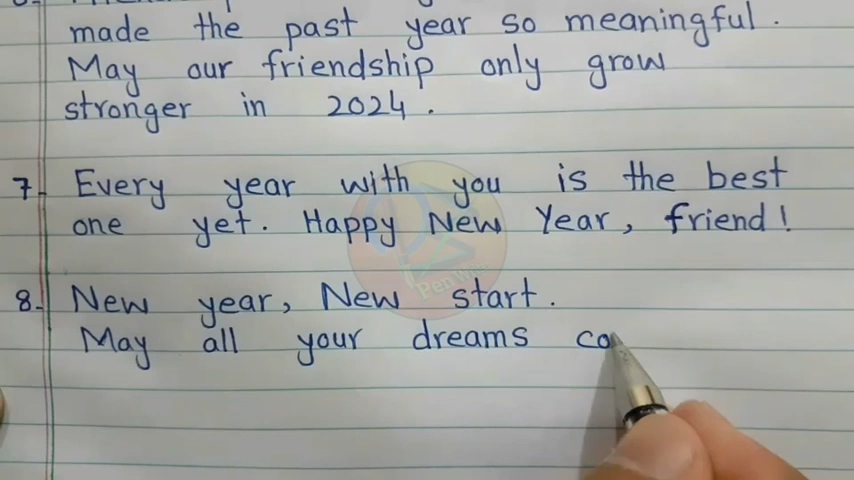 made the past year so meaningful.
May our friendship only grow
stronger in 2024.
7- Every year with you is the best
one yet. Happy New Year, friend!
8- New year, New start.
May all your dreams co